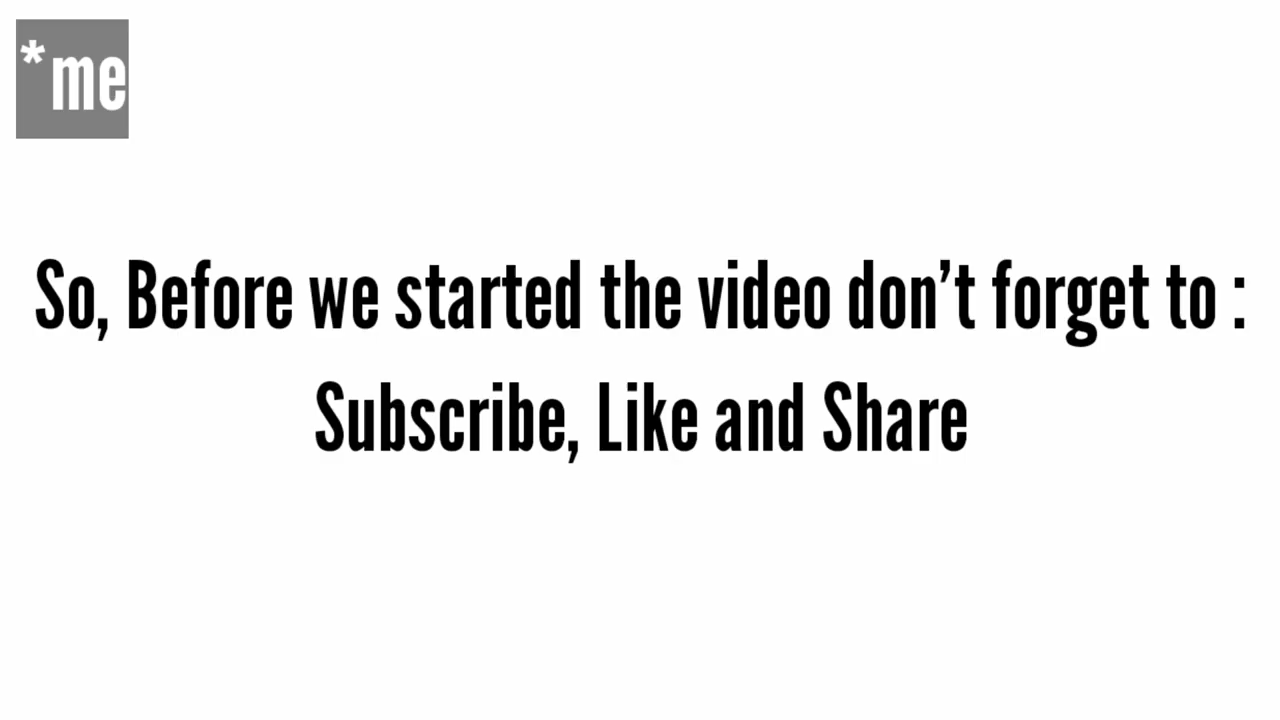 *me
So, Before we started the video don’t forget to :
Subscribe, Like and Share